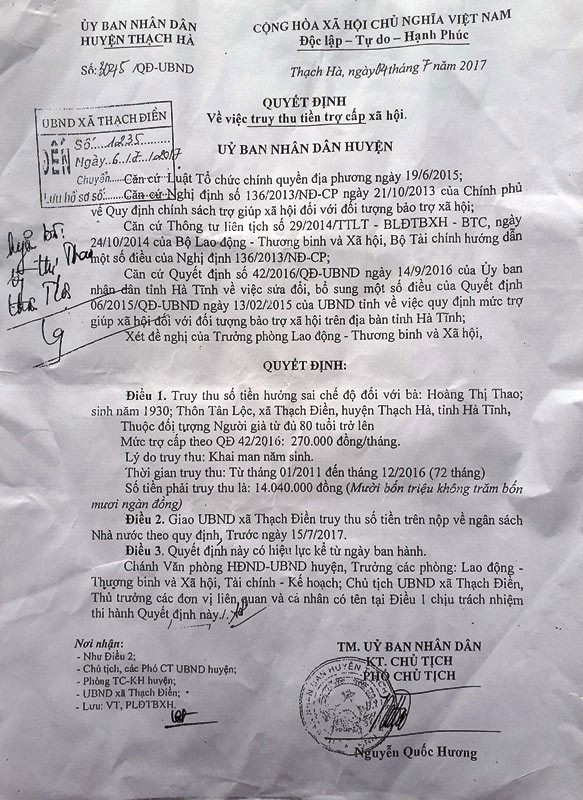 ỦY BAN NHÂN DÂN
HUYỆN THẠCH HÀ
Số: 3045 /QĐ-UBND
CỘNG HÒA XÃ HỘI CHỦ NGHĨA VIỆT NAM
Độc lập – Tự do – Hạnh Phúc
Thạch Hà, ngày 04 tháng 7 năm 2017
QUYẾT ĐỊNH
Về việc truy thu tiền trợ cấp xã hội.
UBND XÃ THẠCH ĐIỀN
ĐẾN
Số 1235
Ngày 6/7/2017
Chuyển
Lưu hồ sơ số
ỦY BAN NHÂN DÂN HUYỆN
Căn cứ Luật Tổ chức chính quyền địa phương ngày 19/6/2015;
Căn cứ Nghị định số 136/2013/NĐ-CP ngày 21/10/2013 của Chính phủ
về Quy định chính sách trợ giúp xã hội đối với đối tượng bảo trợ xã hội;
Căn cứ Thông tư liên tịch số 29/2014/TTLT - BLĐTBXH - BTC, ngày
24/10/2014 của Bộ Lao động - Thương binh và Xã hội, Bộ Tài chính hướng dẫn
một số điều của Nghị định 136/2013/NĐ-CP;
Căn cứ Quyết định số 42/2016/QĐ-UBND ngày 14/9/2016 của Ủy ban
nhân dân tỉnh Hà Tĩnh về việc sửa đổi, bổ sung một số điều của Quyết định
06/2015/QĐ-UBND ngày 13/02/2015 của UBND tỉnh về việc quy định mức trợ
giúp xã hội đối với đối tượng bảo trợ xã hội trên địa bàn tỉnh Hà Tĩnh;
Xét đề nghị của Trưởng phòng Lao động - Thương binh và Xã hội,
QUYẾT ĐỊNH:
Điều 1. Truy thu số tiền hưởng sai chế độ đối với bà: Hoàng Thị Thao;
sinh năm 1930; Thôn Tân Lộc, xã Thạch Điền, huyện Thạch Hà, tỉnh Hà Tĩnh,
Thuộc đối tượng Người già từ đủ 80 tuổi trở lên
Mức trợ cấp theo QĐ 42/2016: 270.000 đồng/tháng.
Lý do truy thu: Khai man năm sinh.
Thời gian truy thu: Từ tháng 01/2011 đến tháng 12/2016 (72 tháng)
Số tiền phải truy thu là: 14.040.000 đồng (Mười bốn triệu không trăm bốn
mươi ngàn đồng)
Điều 2. Giao UBND xã Thạch Điền truy thu số tiền trên nộp về ngân sách
Nhà nước theo quy định, Trước ngày 15/7/2017.
Điều 3. Quyết định này có hiệu lực kể từ ngày ban hành.
Chánh Văn phòng HĐND-UBND huyện, Trưởng các phòng: Lao động -
Thương binh và Xã hội, Tài chính - Kế hoạch; Chủ tịch UBND xã Thạch Điền,
Thủ trưởng các đơn vị liên quan và cá nhân có tên tại Điều 1 chịu trách nhiệm
thi hành Quyết định này./.
Nơi nhận:
- Như Điều 2;
- Chủ tịch, các Phó CT UBND huyện;
- Phòng TC-KH huyện;
- UBND xã Thạch Điền;
- Lưu: VT, PLĐTBXH.
TM. UỶ BAN NHÂN DÂN
KT. CHỦ TỊCH
PHÓ CHỦ TỊCH
Nguyễn Quốc Hương